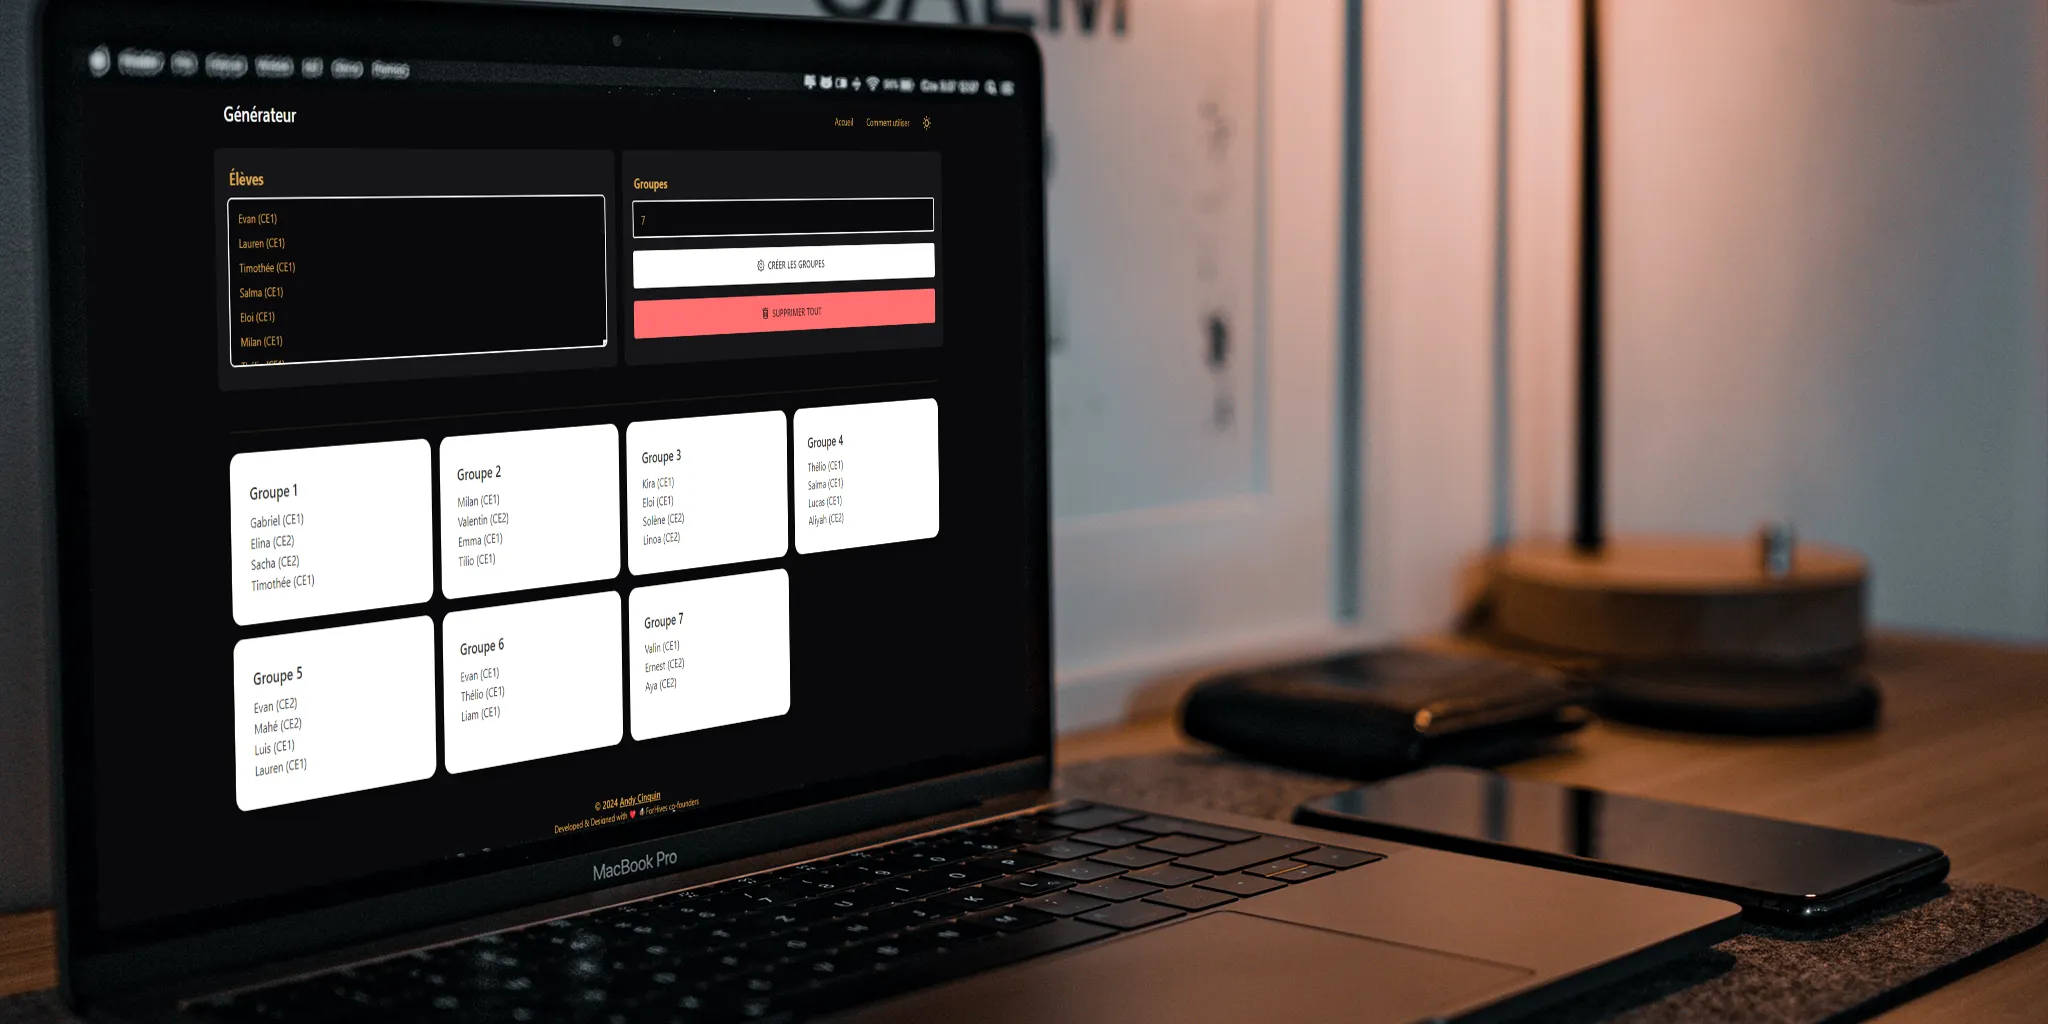 Générateur
Accueil
Comment utiliser
Élèves
Evan (CE1)
Lauren (CE1)
Timothée (CE1)
Salma (CE1)
Eloi (CE1)
Milan (CE1)
Groupes
7
CRÉER LES GROUPES
SUPPRIMER TOUT
Groupe 1
Gabriel (CE1)
Elina (CE2)
Sacha (CE2)
Timothée (CE1)
Groupe 2
Milan (CE1)
Valentin (CE2)
Emma (CE1)
Tilio (CE1)
Groupe 3
Kira (CE1)
Eloi (CE1)
Solène (CE2)
Linoa (CE2)
Groupe 4
Thélio (CE1)
Salma (CE1)
Lucas (CE1)
Aliyah (CE2)
Groupe 5
Evan (CE2)
Mahé (CE2)
Luis (CE1)
Lauren (CE1)
Groupe 6
Evan (CE1)
Thélio (CE1)
Liam (CE1)
Groupe 7
Valin (CE1)
Ernest (CE2)
Aya (CE2)
© 2024 Andy Cinquin
Developed & Designed with ForHives co-founders
MacBook Pro